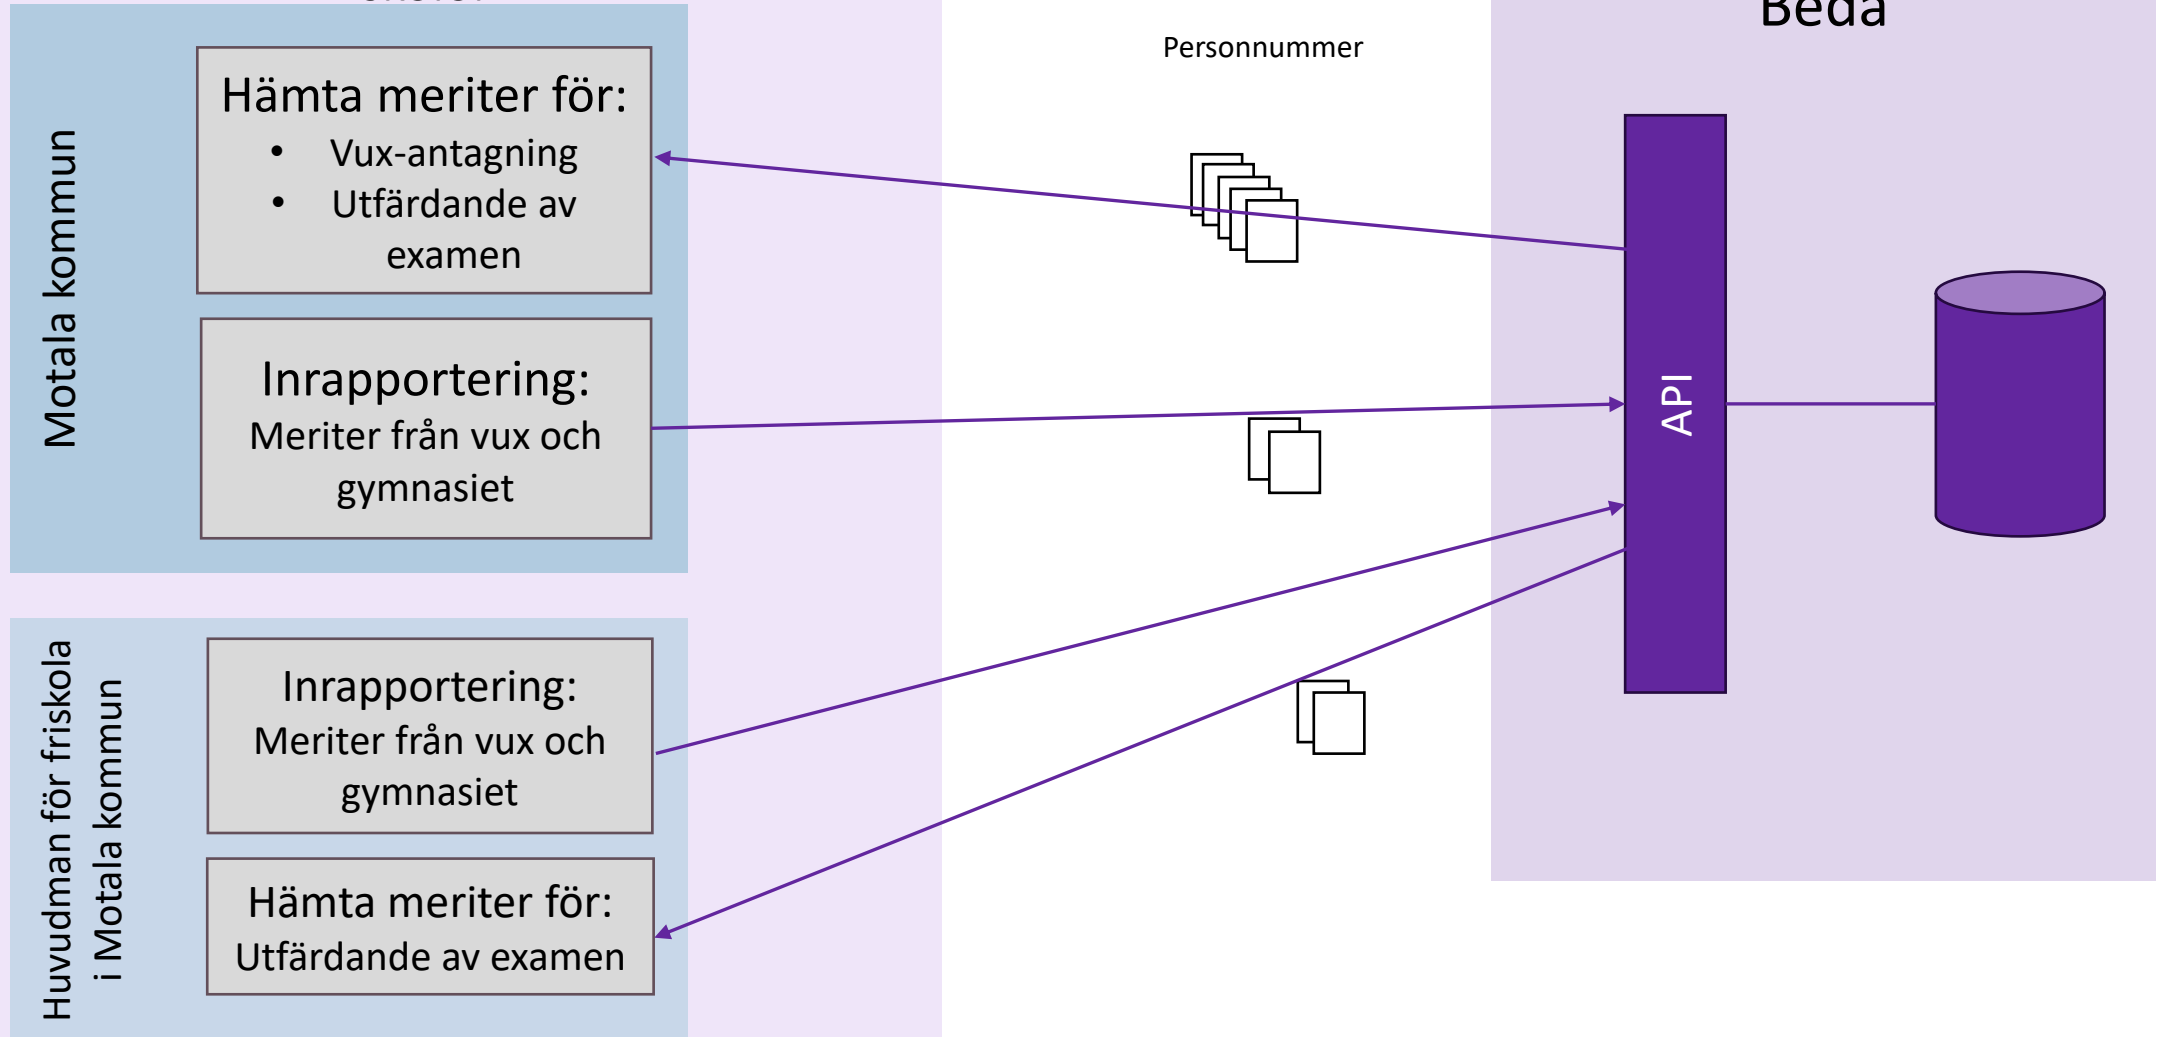 Beda
Personnummer
Motala kommun
Hämta meriter för:
• Vux-antagning
• Utfärdande av
examen
Inrapportering:
Meriter från vux och
gymnasiet
API
Huvudman för friskola
i Motala kommun
Inrapportering:
Meriter från vux och
gymnasiet
Hämta meriter för:
Utfärdande av examen